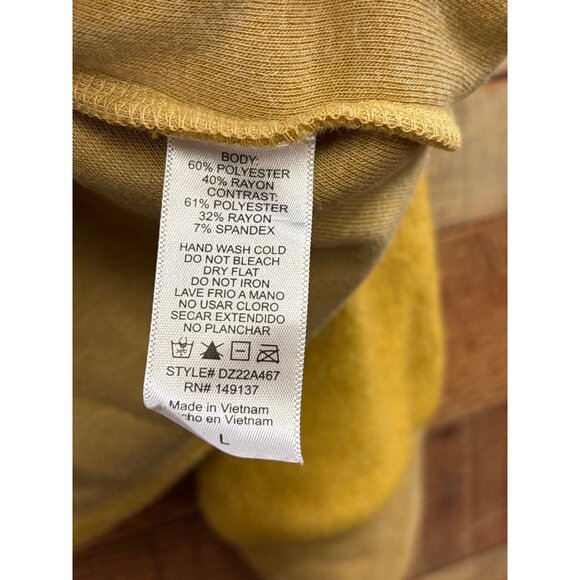 BODY:
60% POLYESTER
40% RAYON
CONTRAST:
61% POLYESTER
32% RAYON
7% SPANDEX
HAND WASH COLD
DO NOT BLEACH
DRY FLAT
DO NOT IRON
LAVE FRIO A MANO
NO USAR CLORO
SECAR EXTENDIDO
NO PLANCHAR
STYLE# DZ22A467
RN# 149137
Made in Vietnam
cho en Vietnam
L